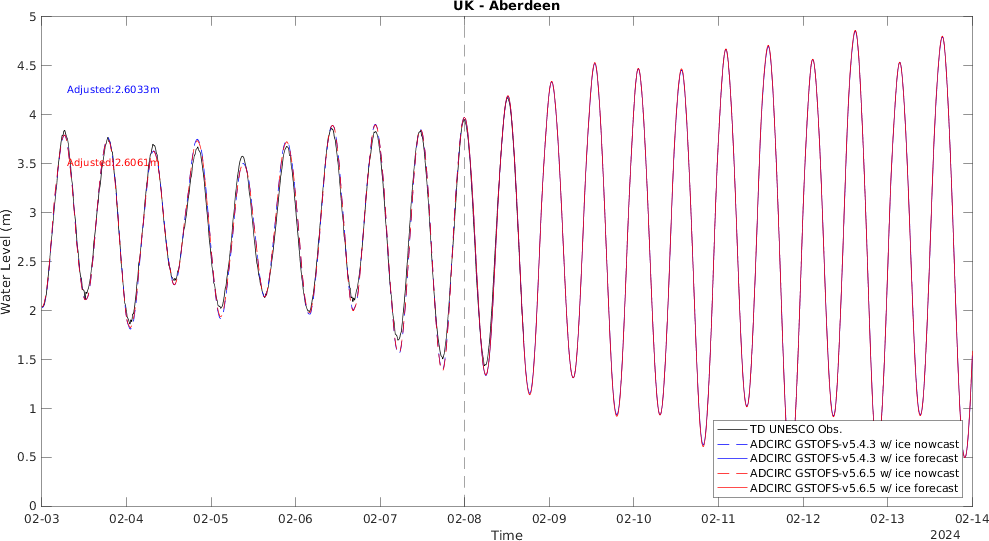 UK - Aberdeen
5
4.5
4
3.5
3
2.5
2
1.5
1
0.5
0
Water Level (m)
Adjusted:2.6033m
Adjusted:2.6061m
TD UNESCO Obs.
ADCIRC GSTOFS-v5.4.3 w/ ice nowcast
ADCIRC GSTOFS-v5.4.3 w/ ice forecast
ADCIRC GSTOFS-v5.6.5 w/ ice nowcast
ADCIRC GSTOFS-v5.6.5 w/ ice forecast
02-03 02-04 02-05 02-06 02-07 02-08 02-09 02-10 02-11 02-12 02-13 02-14
Time
2024